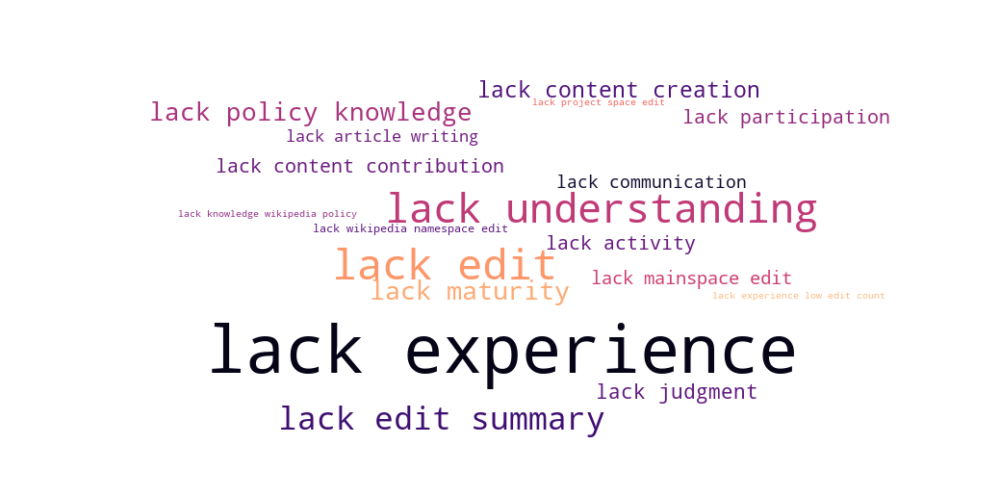 lack content creation
lack project space edit
lack policy knowledge
lack participation
lack article writing
lack content contribution
lack communication
lack understanding
lack knowledge wikipedia policy
lack wikipedia namespace edit
lack activity
lack edit
lack mainspace edit
lack maturity
lack experience low edit count
lack experience
lack judgment
lack edit summary